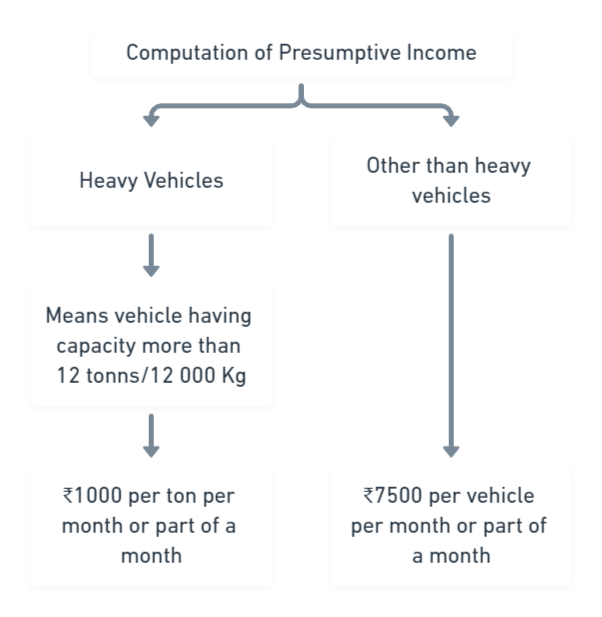 Computation of Presumptive Income
Heavy Vehicles
Other than heavy
vehicles
Means vehicle having
capacity more than
12 tonns/12 000 Kg
₹1000 per ton per
month or part of a
month
₹7500 per vehicle
per month or part of
a month